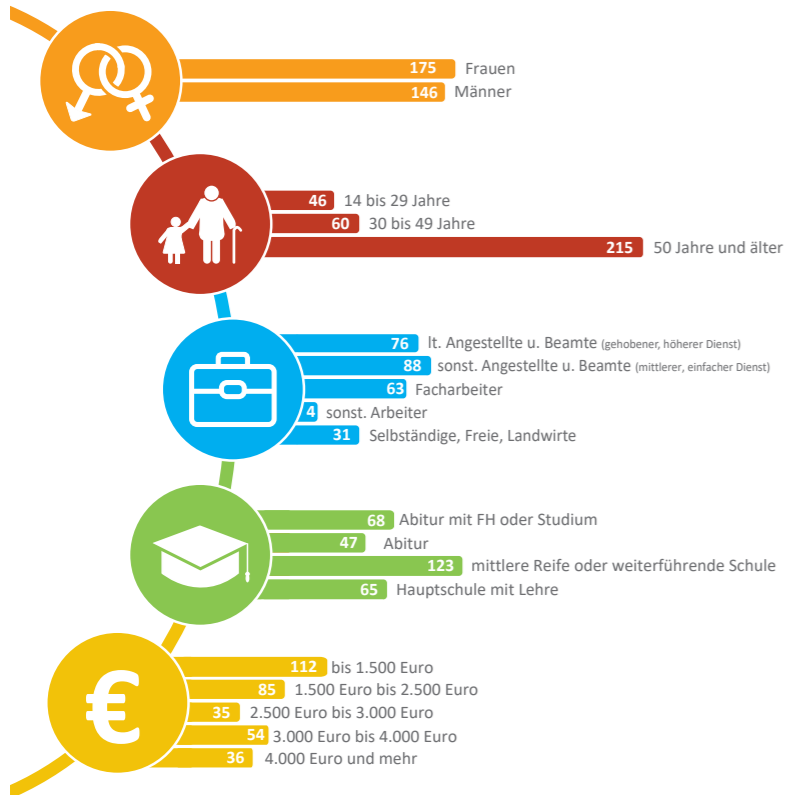 175 Frauen
146 Männer
46 14 bis 29 Jahre
60 30 bis 49 Jahre
215 50 Jahre und älter
76 lt. Angestellte u. Beamte (gehobener, höherer Dienst)
88 sonst. Angestellte u. Beamte (mittlerer, einfacher Dienst)
63 Facharbeiter
4 sonst. Arbeiter
31 Selbständige, Freie, Landwirte
68 Abitur mit FH oder Studium
47 Abitur
123 mittlere Reife oder weiterführende Schule
65 Hauptschule mit Lehre
€
112 bis 1.500 Euro
85 1.500 Euro bis 2.500 Euro
35 2.500 Euro bis 3.000 Euro
54 3.000 Euro bis 4.000 Euro
36 4.000 Euro und mehr